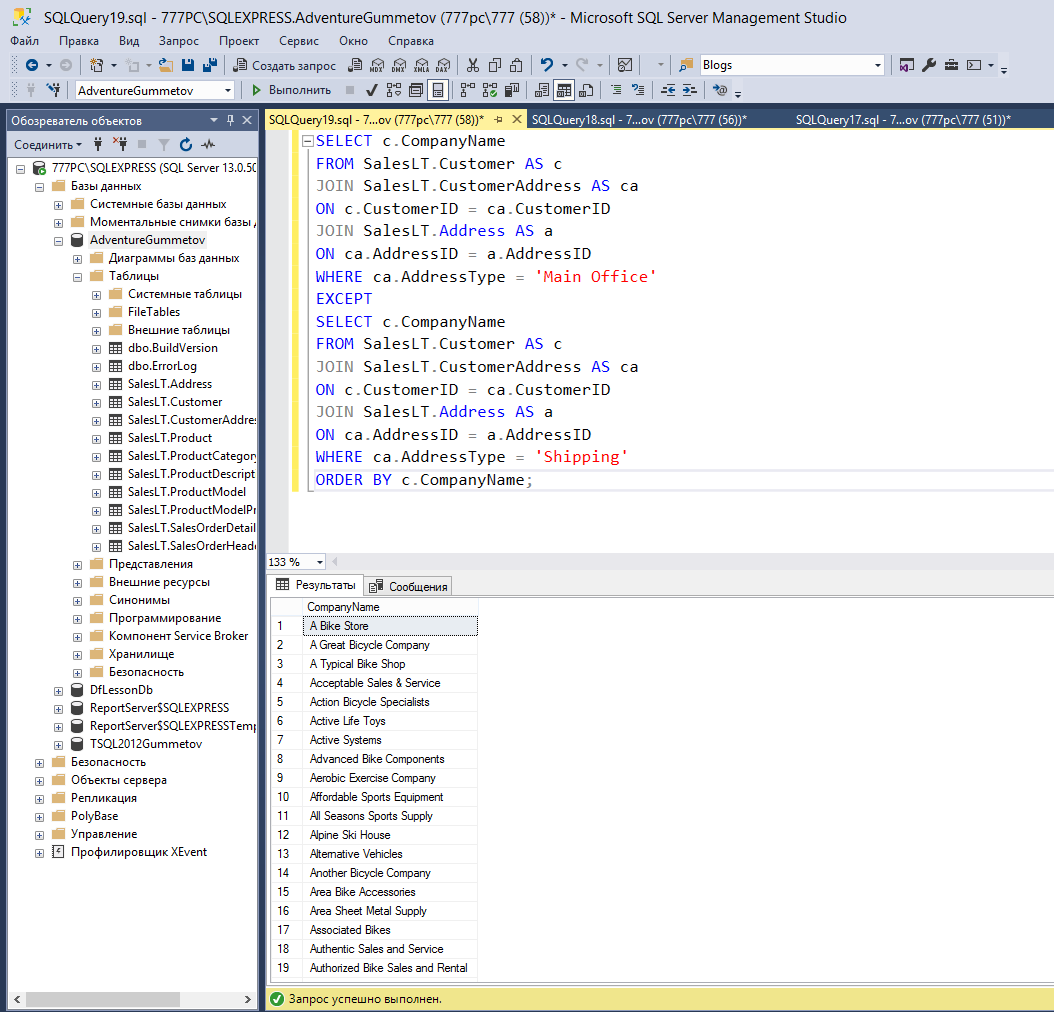 SQLQuery19.sql - 777PC\SQLEXPRESS.AdventureGummetov (777pc\777 (58))* - Microsoft SQL Server Management Studio
Файл Правка Вид Запрос Проект Сервис Окно Справка
Создать запрос MDX DMX XMLA DAX Blogs
AdventureGummetov Выполнить
Обозреватель объектов
Соединить
777PC\SQLEXPRESS (SQL Server 13.0.50
Базы данных
Системные базы данных
Моментальные снимки базы д
AdventureGummetov
Диаграммы баз данных
Таблицы
Системные таблицы
FileTables
Внешние таблицы
dbo.BuildVersion
dbo.ErrorLog
SalesLT.Address
SalesLT.Customer
SalesLT.CustomerAddres
SalesLT.Product
SalesLT.ProductCategory
SalesLT.ProductDescript
SalesLT.ProductModel
SalesLT.ProductModelPr
SalesLT.SalesOrderDetail
SalesLT.SalesOrderHeade
Представления
Внешние ресурсы
Синонимы
Программирование
Компонент Service Broker
Хранилище
Безопасность
DfLessonDb
ReportServer$SQLEXPRESS
ReportServer$SQLEXPRESSTemp
TSQL2012Gummetov
Безопасность
Объекты сервера
Репликация
PolyBase
Управление
Профилировщик XEvent
SQLQuery19.sql - 7...ov (777pc\777 (58))* SQLQuery18.sql - 7...ov (777pc\777 (56))* SQLQuery17.sql - 7...ov (777pc\777 (51))*
SELECT c.CompanyName
FROM SalesLT.Customer AS c
JOIN SalesLT.CustomerAddress AS ca
ON c.CustomerID = ca.CustomerID
JOIN SalesLT.Address AS a
ON ca.AddressID = a.AddressID
WHERE ca.AddressType = 'Main Office'
EXCEPT
SELECT c.CompanyName
FROM SalesLT.Customer AS c
JOIN SalesLT.CustomerAddress AS ca
ON c.CustomerID = ca.CustomerID
JOIN SalesLT.Address AS a
ON ca.AddressID = a.AddressID
WHERE ca.AddressType = 'Shipping'
ORDER BY c.CompanyName;
133 %
Результаты Сообщения
CompanyName
1 A Bike Store
2 A Great Bicycle Company
3 A Typical Bike Shop
4 Acceptable Sales & Service
5 Action Bicycle Specialists
6 Active Life Toys
7 Active Systems
8 Advanced Bike Components
9 Aerobic Exercise Company
10 Affordable Sports Equipment
11 All Seasons Sports Supply
12 Alpine Ski House
13 Alternative Vehicles
14 Another Bicycle Company
15 Area Bike Accessories
16 Area Sheet Metal Supply
17 Associated Bikes
18 Authentic Sales and Service
19 Authorized Bike Sales and Rental
Запрос успешно выполнен.